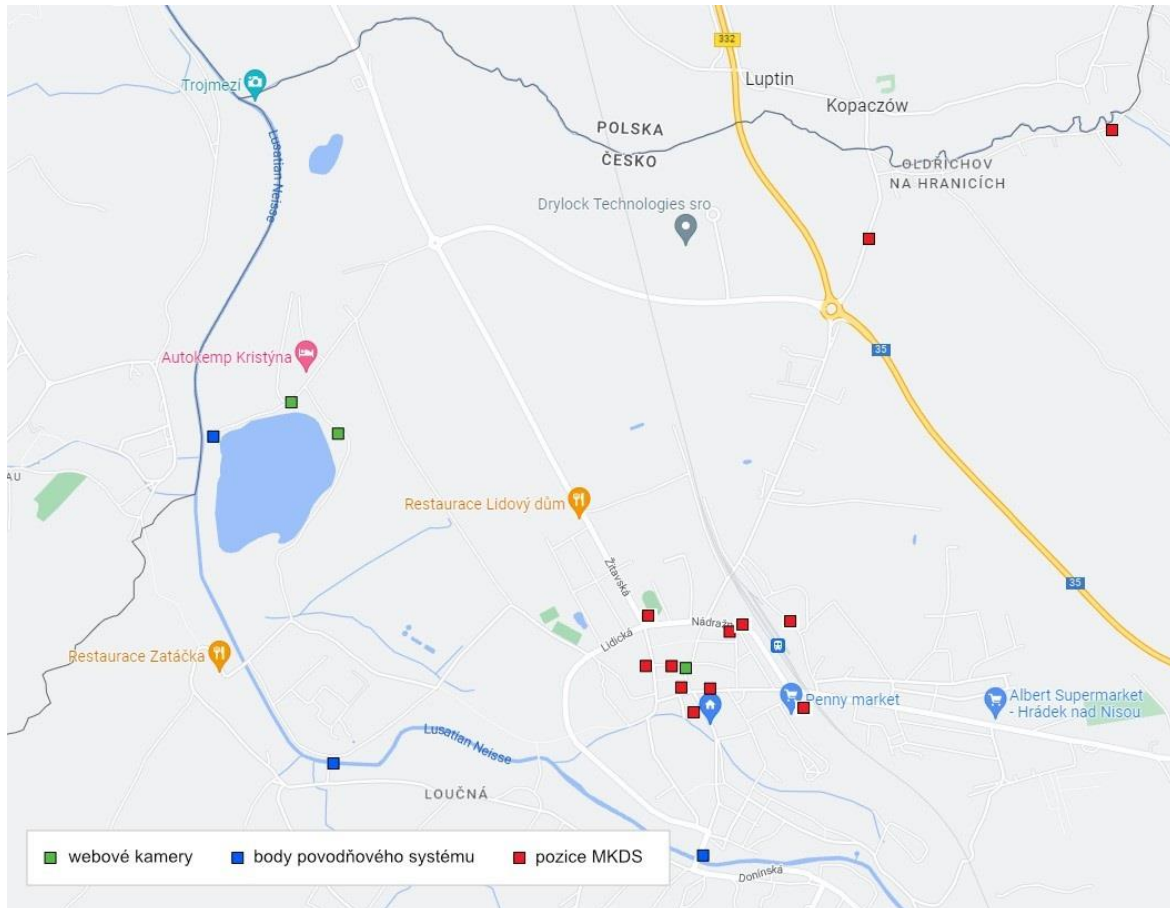 332
Luptin
Trojmezí
Kopaczów
POLSKA
ČESKO
OLDŘICHOV
NA HRANICÍCH
Lusatian Neisse
Drylock Technologies sro
35
Autokemp Kristýna
AU
Restaurace Lidový dům
Žitavská
35
Nádražn
Lidická
Restaurace Zatáčka
Penny market
Albert Supermarket
- Hrádek nad Nisou
Lusatian Neisse
LOUČNÁ
webové kamery
body povodňového systému
pozice MKDS
Donínská